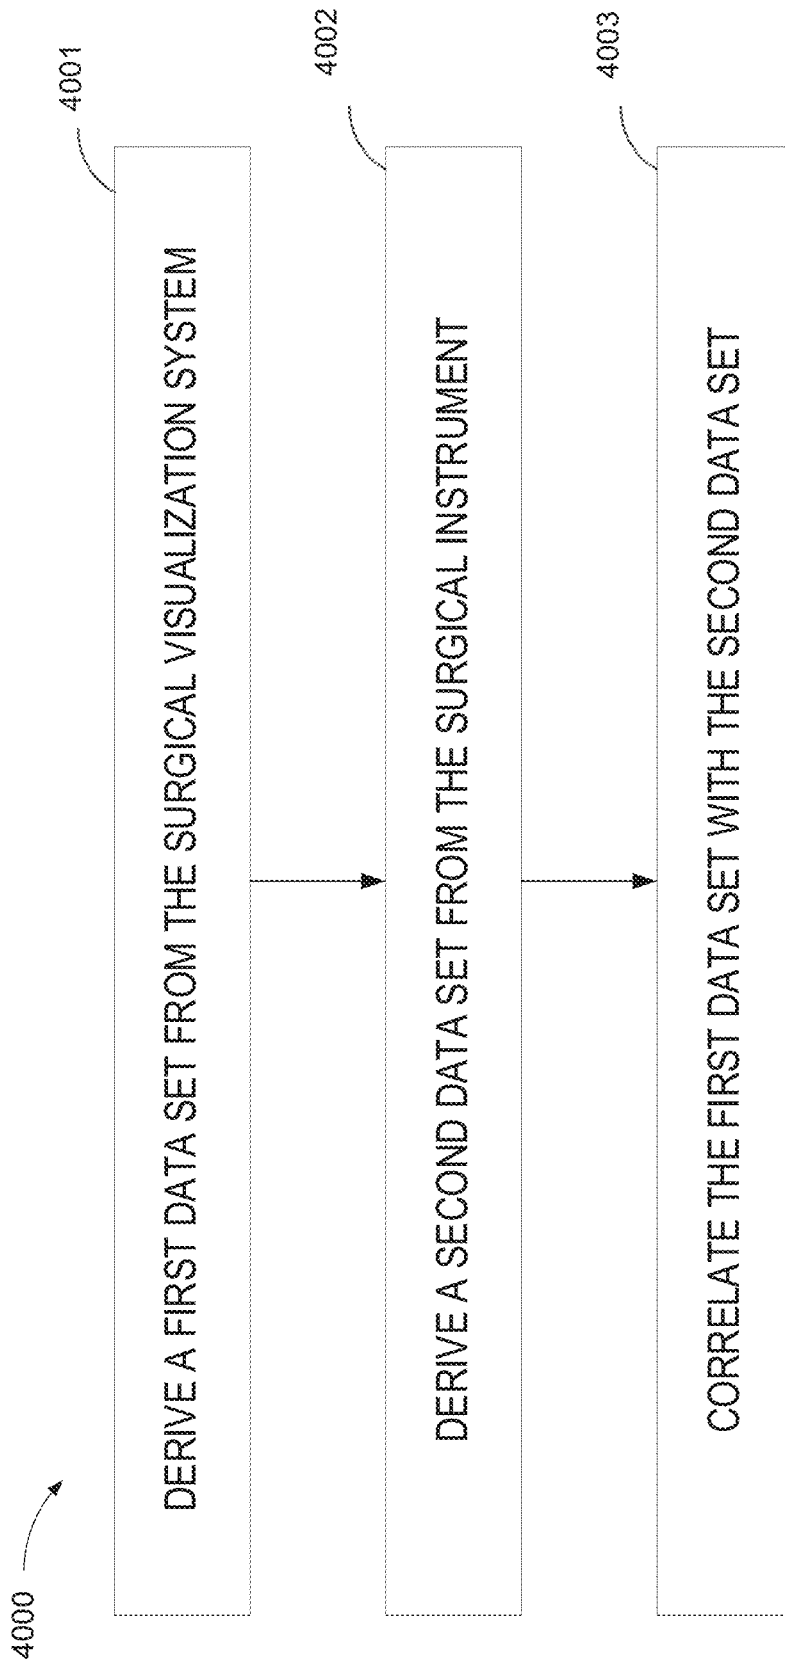 4000
4001
DERIVE A FIRST DATA SET FROM THE SURGICAL VISUALIZATION SYSTEM
4002
DERIVE A SECOND DATA SET FROM THE SURGICAL INSTRUMENT
4003
CORRELATE THE FIRST DATA SET WITH THE SECOND DATA SET